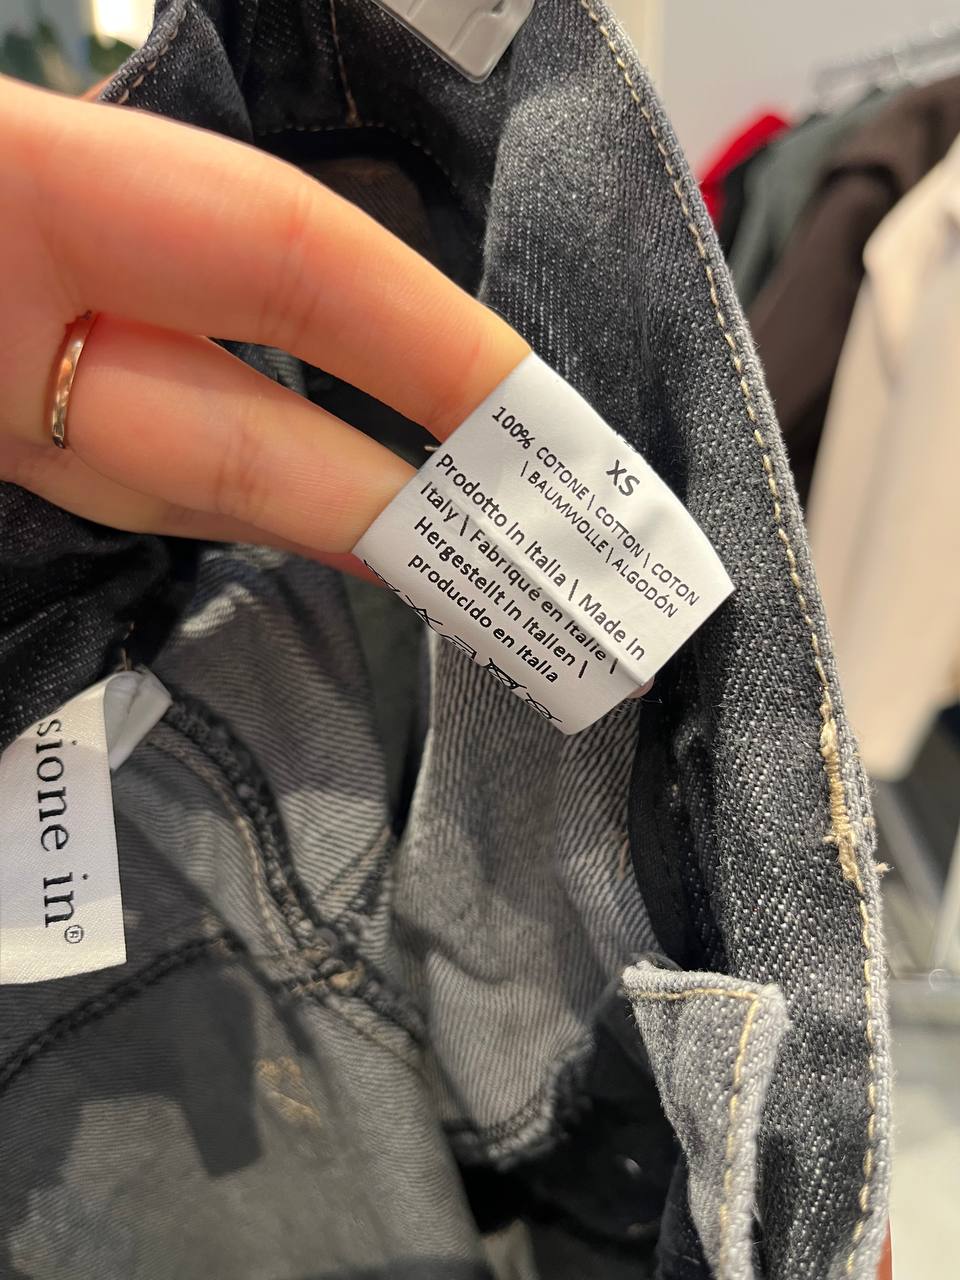 XS
100% COTONE \ COTTON \ COTON
\ BAUMWOLLE \ ALGODÓN
Prodotto In Italia \ Made In
Italy \ Fabriqué en Italie \
Hergestellt In Italien \
producido en Italia
sione in®